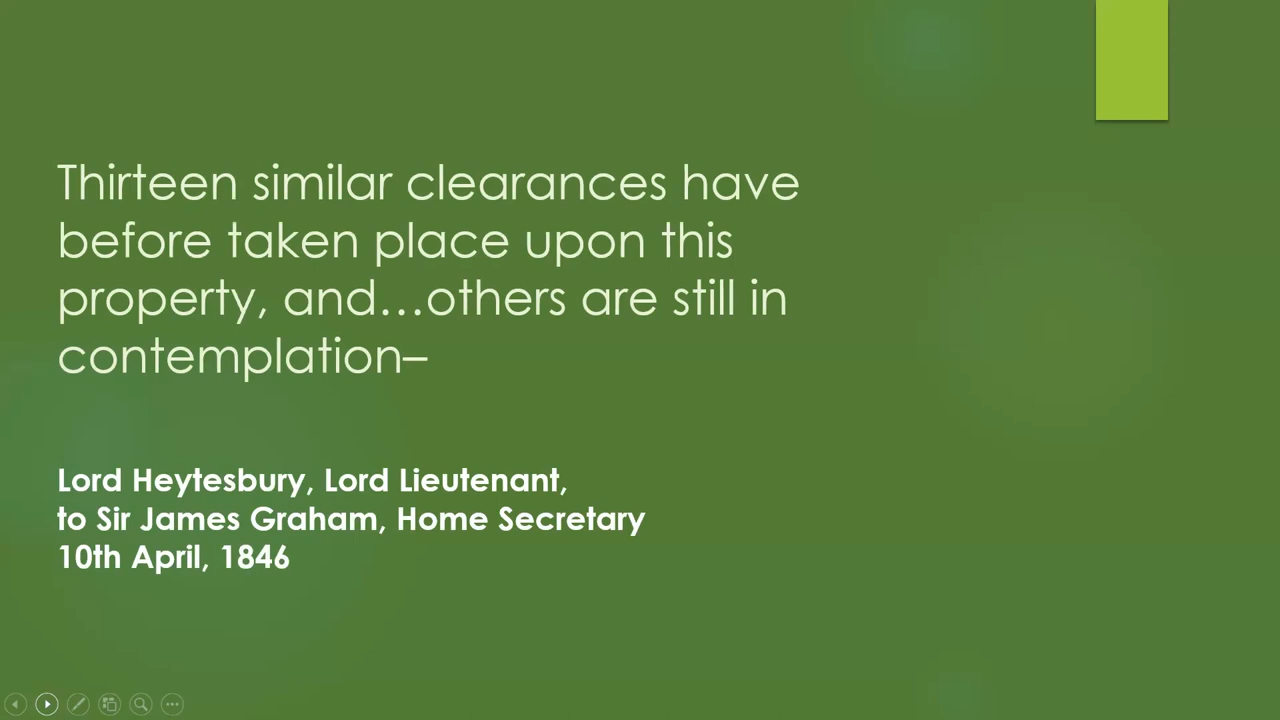 Thirteen similar clearances have
before taken place upon this
property, and…others are still in
contemplation–
Lord Heytesbury, Lord Lieutenant,
to Sir James Graham, Home Secretary
10th April, 1846